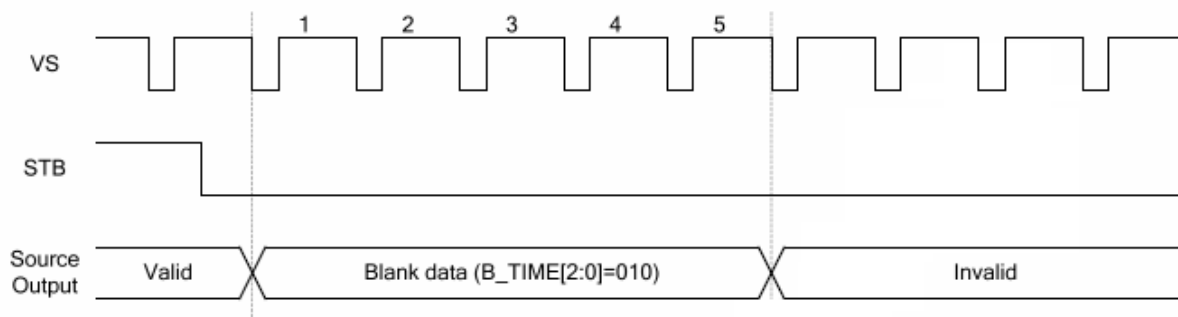 1 2 3 4 5
VS
STB
Source
Output
Valid
Blank data (B_TIME[2:0]=010)
Invalid